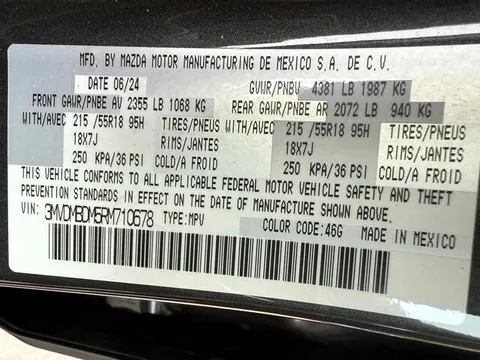 MFD. BY MAZDA MOTOR MANUFACTURING DE MEXICO S.A. DE C.V.
DATE 06/24 GVWR/PNBV 4381 LB 1987 KG
FRONT GAWR/PNBE AV 2355 LB 1068 KG REAR GAWR/PNBE AR 2072 LB 940 KG
WITH/AVEC 215 /55R18 95H TIRES/PNEUS WITH/AVEC 215 /55R18 95H TIRES/PNEUS
18X7J RIMS/JANTES 18X7J RIMS/JANTES
250 KPA/36 PSI COLD/A FROID 250 KPA/36 PSI COLD/A FROID
THIS VEHICLE CONFORMS TO ALL APPLICABLE FEDERAL MOTOR VEHICLE SAFETY AND THEFT
PREVENTION STANDARDS IN EFFECT ON THE DATE OF MANUFACTURE SHOWN ABOVE.
VIN: 3MVDMBDM5RM710678 TYPE:MPV COLOR CODE:46G MADE IN MEXICO